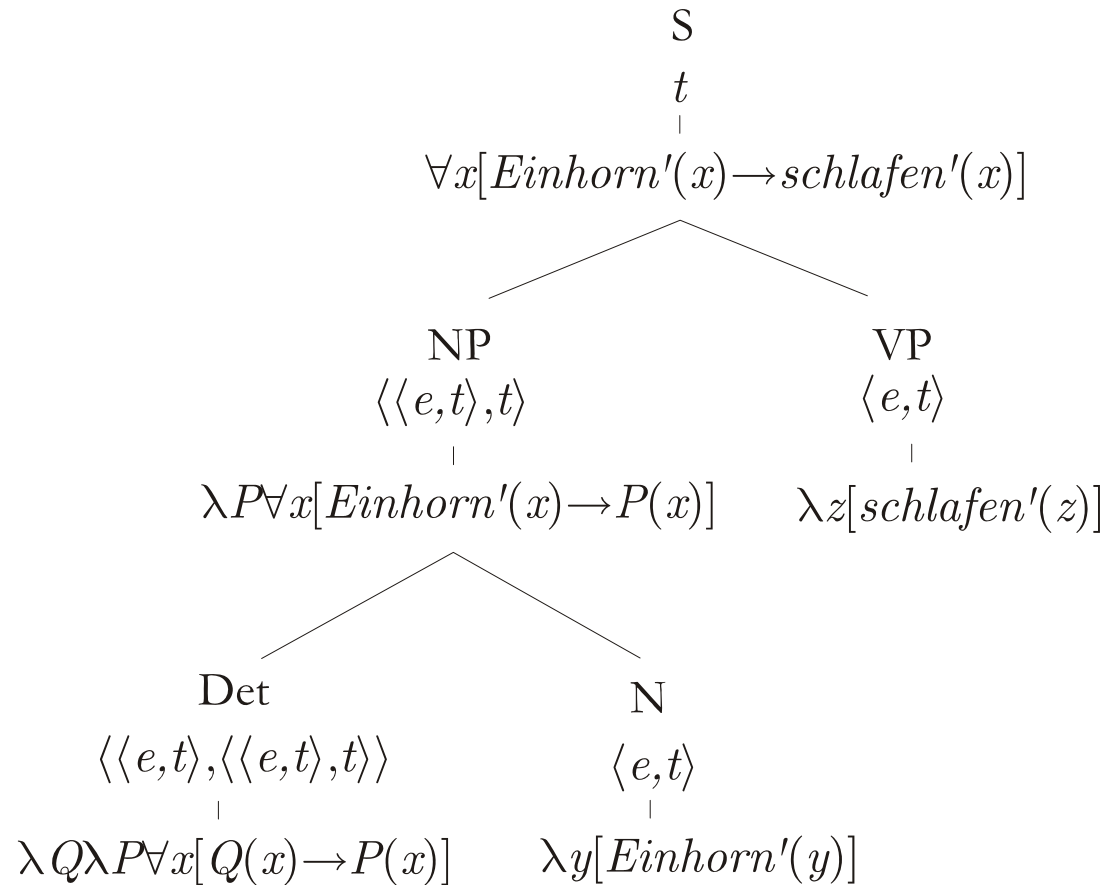 S
t
∀x[Einhorn′(x)→schlafen′(x)]
NP
VP
⟨⟨e,t⟩,t⟩
⟨e,t⟩
λP∀x[Einhorn′(x)→P(x)]
λz[schlafen′(z)]
Det
N
⟨⟨e,t⟩,⟨⟨e,t⟩,t⟩⟩
⟨e,t⟩
λQλP∀x[Q(x)→P(x)]
λy[Einhorn′(y)]